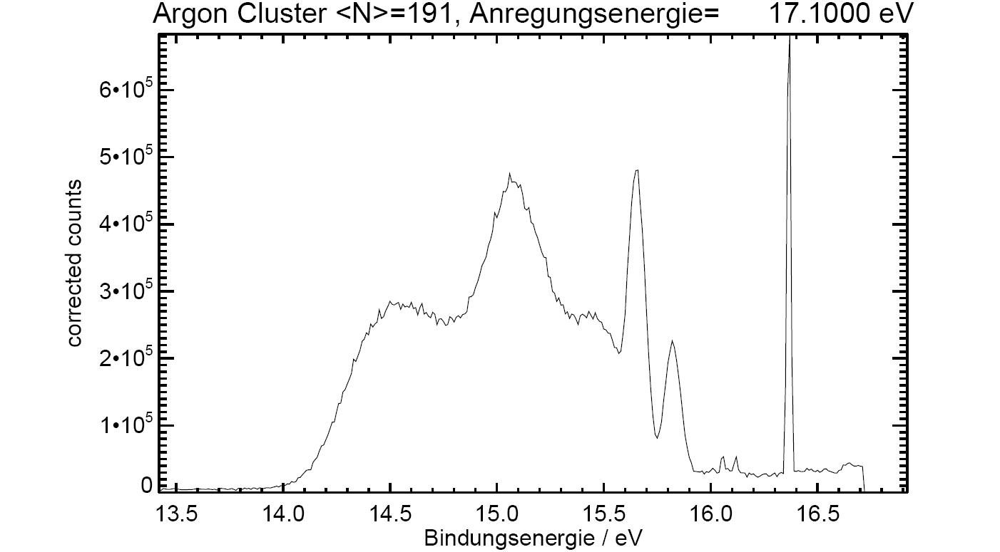 Argon Cluster <N>=191, Anregungsenergie= 17.1000 eV
6•10⁵
5•10⁵
4•10⁵
3•10⁵
2•10⁵
1•10⁵
0
corrected counts
13.5 14.0 14.5 15.0 15.5 16.0 16.5
Bindungsenergie / eV